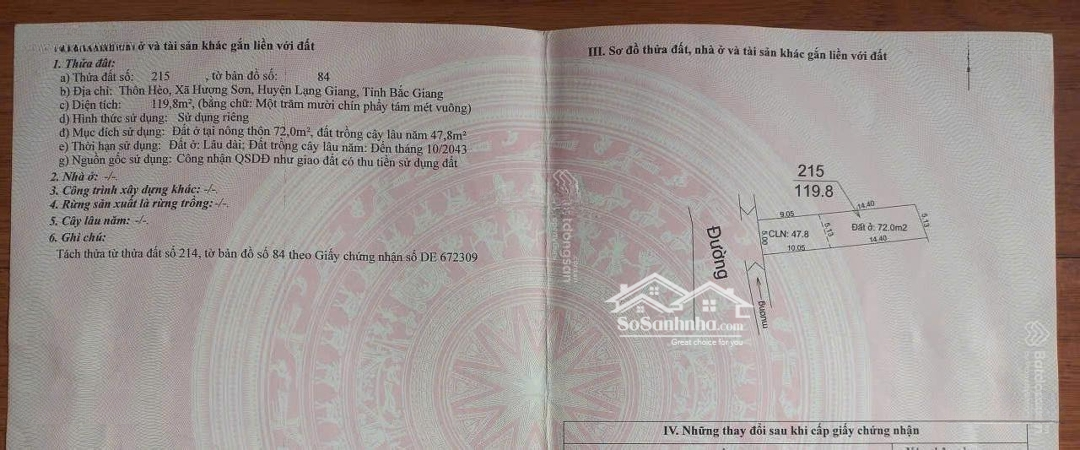 ở và tài sản khác gắn liền với đất
1. Thửa đất:
a) Thửa đất số: 215 , tờ bản đồ số: 84
b) Địa chỉ: Thôn Hèo, Xã Hương Sơn, Huyện Lạng Giang, Tỉnh Bắc Giang
c) Diện tích: 119,8m², (bằng chữ: Một trăm mười chín phẩy tám mét vuông)
d) Hình thức sử dụng: Sử dụng riêng
đ) Mục đích sử dụng: Đất ở tại nông thôn 72,0m², đất trồng cây lâu năm 47,8m²
e) Thời hạn sử dụng: Đất ở: Lâu dài; Đất trồng cây lâu năm: Đến tháng 10/2043
g) Nguồn gốc sử dụng: Công nhận QSDĐ như giao đất có thu tiền sử dụng đất
2. Nhà ở: -/-.
3. Công trình xây dựng khác: -/-.
4. Rừng sản xuất là rừng trồng: -/-.
5. Cây lâu năm: -/-.
6. Ghi chú:
Tách thửa từ thửa đất số 214, tờ bản đồ số 84 theo Giấy chứng nhận số DE 672309
III. Sơ đồ thửa đất, nhà ở và tài sản khác gắn liền với đất
215
119.8
14.40
9.05
5.13
5.13
5.00
CLN: 47.8
Đất ở: 72.0m2
14.40
10.05
Đường
mương
SoSanhnha.com
Great choice for you
batdongsan
Batdongsan
IV. Những thay đổi sau khi cấp giấy chứng nhận